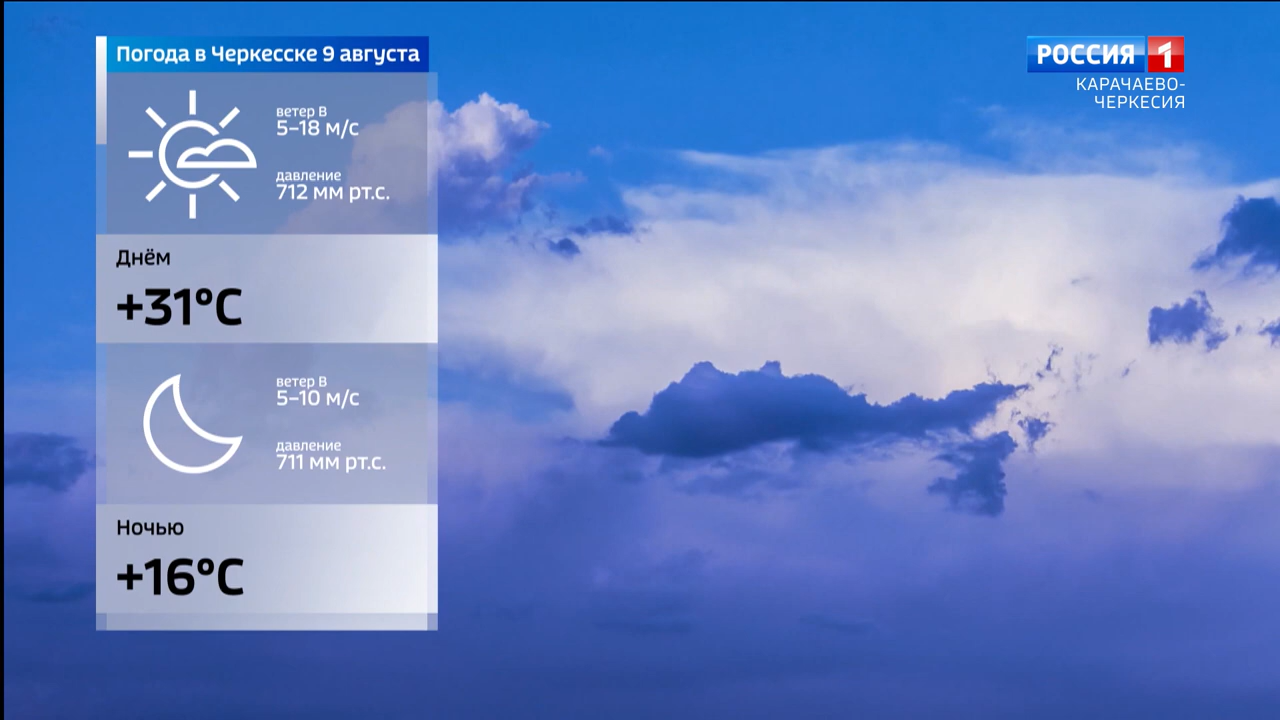 Погода в Черкесске 9 августа
ветер В
5–18 м/с
давление
712 мм рт.с.
Днём
+31°C
ветер В
5–10 м/с
давление
711 мм рт.с.
Ночью
+16°C
РОССИЯ 1
КАРАЧАЕВО-
ЧЕРКЕСИЯ